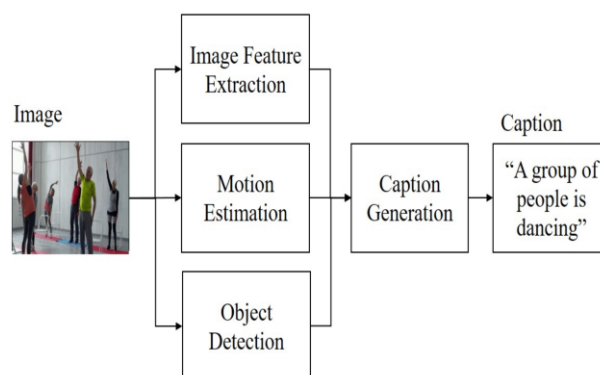 Image Feature
Extraction
Image
Caption
Motion
Estimation
Caption
Generation
“A group of
people is
dancing”
Object
Detection